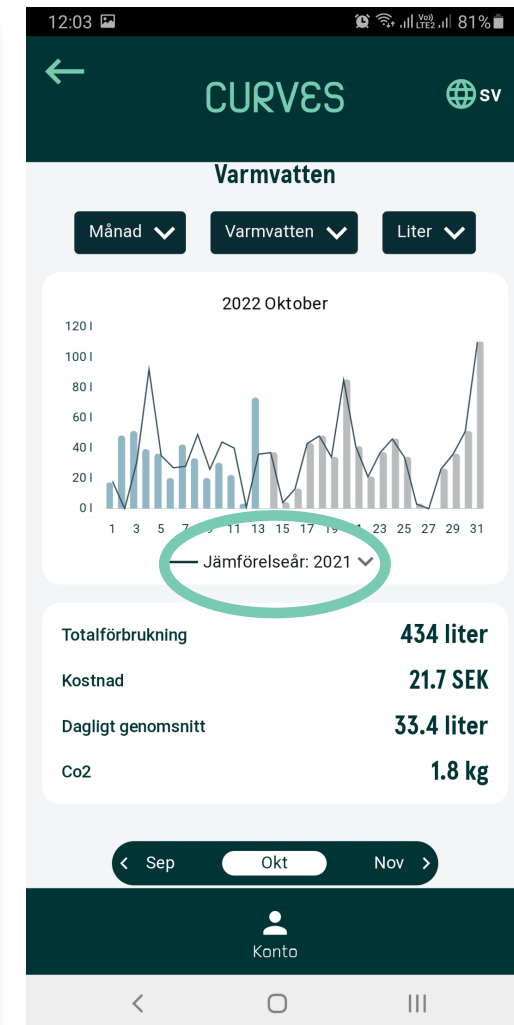 12:03 Vo)) LTE2 81%
CURVES
SV
Varmvatten
Månad Varmvatten Liter
2022 Oktober
120 l
100 l
80 l
60 l
40 l
20 l
0 l
1 3 5 7 9 11 13 15 17 19 21 23 25 27 29 31
Jämförelseår: 2021
Totalförbrukning 434 liter
Kostnad 21.7 SEK
Dagligt genomsnitt 33.4 liter
Co2 1.8 kg
Sep Okt Nov
Konto